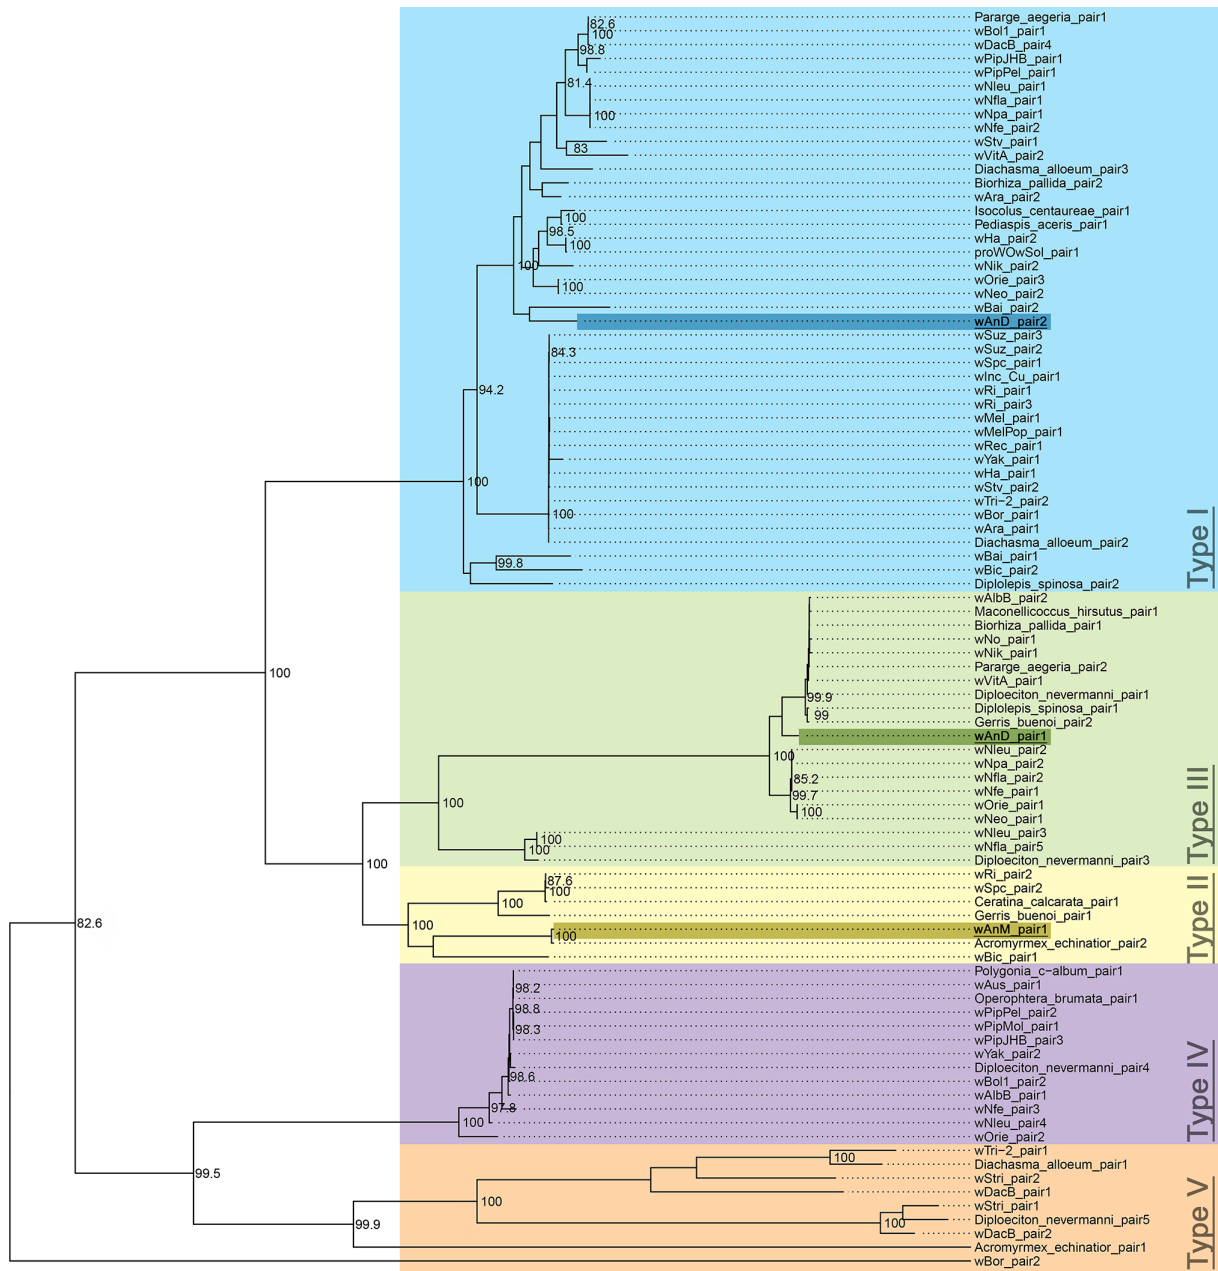 Pararge_aegeria_pair1
82.6
wBol1_pair1
100
wDacB_pair4
98.8
wPipJHB_pair1
wPipPel_pair1
81.4
wNleu_pair1
wNfla_pair1
100
wNpa_pair1
wNfe_pair2
wStv_pair1
83
wVitA_pair2
Diachasma_alloeum_pair3
Biorhiza_pallida_pair2
wAra_pair2
Isocolus_centaureae_pair1
100
Pediaspis_aceris_pair1
98.5
wHa_pair2
100
proWOwSol_pair1
100
wNik_pair2
wOrie_pair3
100
wNeo_pair2
wBai_pair2
wAnD_pair2
wSuz_pair3
84.3
wSuz_pair2
wSpc_pair1
wInc_Cu_pair1
94.2
wRi_pair1
wRi_pair3
wMel_pair1
wMelPop_pair1
wRec_pair1
wYak_pair1
wHa_pair1
100
wStv_pair2
wTri−2_pair2
100
wBor_pair1
wAra_pair1
Diachasma_alloeum_pair2
wBai_pair1
99.8
wBic_pair2
Diplolepis_spinosa_pair2
Type I
wAlbB_pair2
Maconellicoccus_hirsutus_pair1
Biorhiza_pallida_pair1
wNo_pair1
wNik_pair1
Pararge_aegeria_pair2
100
wVitA_pair1
99.9
Diploeciton_nevermanni_pair1
Diplolepis_spinosa_pair1
99
Gerris_buenoi_pair2
wAnD_pair1
wNleu_pair2
100
wNpa_pair2
85.2
wNfla_pair2
99.7
wNfe_pair1
100
wOrie_pair1
100
wNeo_pair1
wNleu_pair3
100
wNfla_pair5
100
Diploeciton_nevermanni_pair3
Type III
100
wRi_pair2
87.6
wSpc_pair2
100
Ceratina_calcarata_pair1
100
Gerris_buenoi_pair1
82.6
100
wAnM_pair1
100
Acromyrmex_echinatior_pair2
wBic_pair1
Type II
Polygonia_c−album_pair1
wAus_pair1
98.2
Operophtera_brumata_pair1
98.8
wPipPel_pair2
wPipMol_pair1
98.3
wPipJHB_pair3
wYak_pair2
Diploeciton_nevermanni_pair4
98.6
wBol1_pair2
wAlbB_pair1
97.8
wNfe_pair3
100
wNleu_pair4
wOrie_pair2
Type IV
wTri−2_pair1
100
Diachasma_alloeum_pair1
99.5
wStri_pair2
wDacB_pair1
100
wStri_pair1
100
Diploeciton_nevermanni_pair5
99.9
wDacB_pair2
Acromyrmex_echinatior_pair1
wBor_pair2
Type V